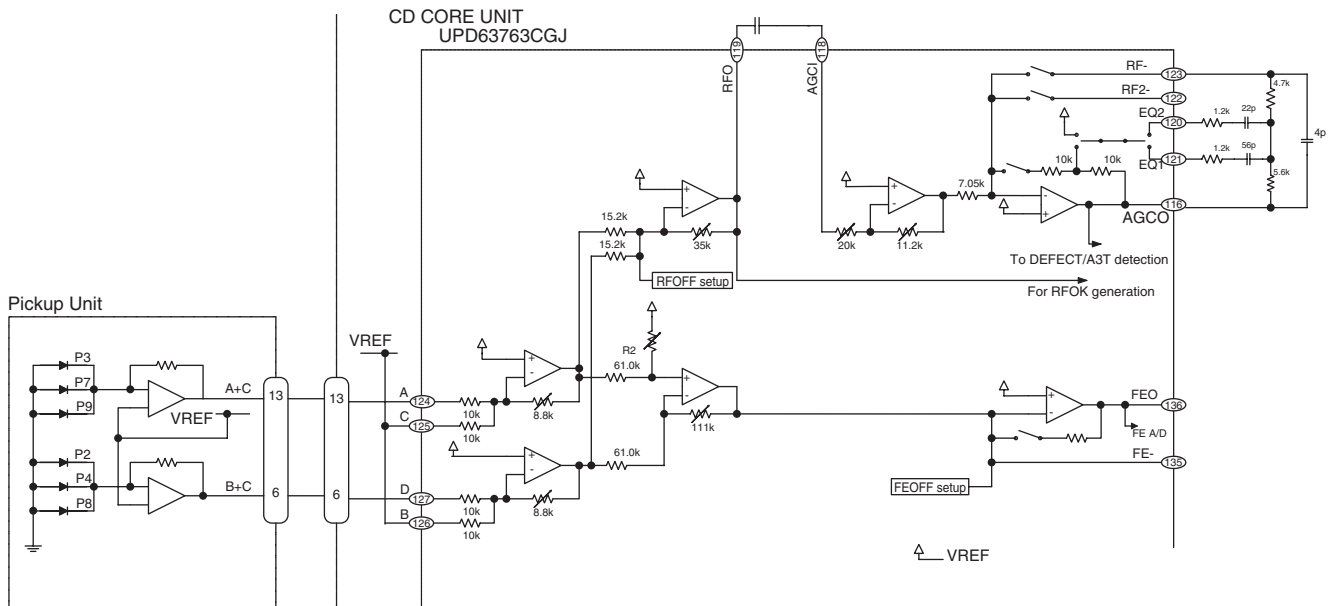 CD CORE UNIT
UPD63763CGJ
RFO
119
AGCI
118
RF-
123
4.7k
RF2-
122
EQ2
120
1.2k
22p
4p
EQ1
121
1.2k
56p
10k
10k
5.6k
7.05k
116
AGCO
15.2k
15.2k
35k
20k
11.2k
To DEFECT/A3T detection
RFOFF setup
For RFOK generation
Pickup Unit
P3
P7
P9
A+C
13
13
VREF
VREF
A
124
10k
C
125
10k
8.8k
61.0k
R2
111k
FEO
136
FE A/D
FE-
135
P2
P4
P8
B+C
6
6
D
127
10k
B
126
10k
8.8k
61.0k
FEOFF setup
VREF